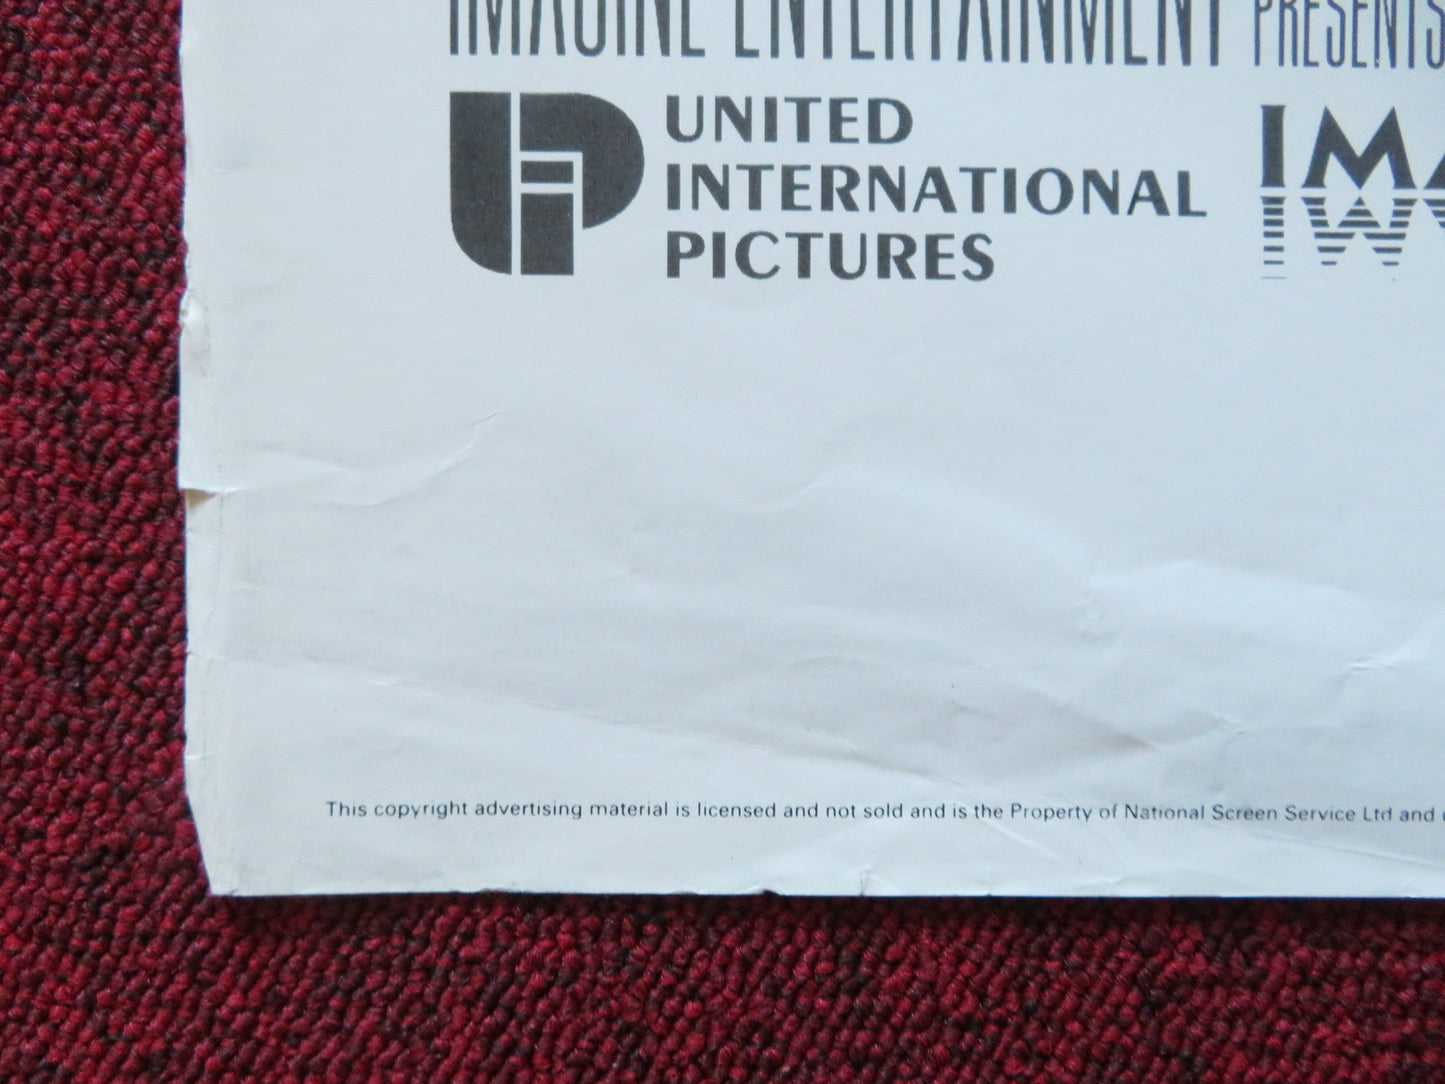 IMAGINE ENTERTAINMENT PRESENTS
UNITED
INTERNATIONAL
PICTURES
This copyright advertising material is licensed and not sold and is the Property of National Screen Service Ltd and